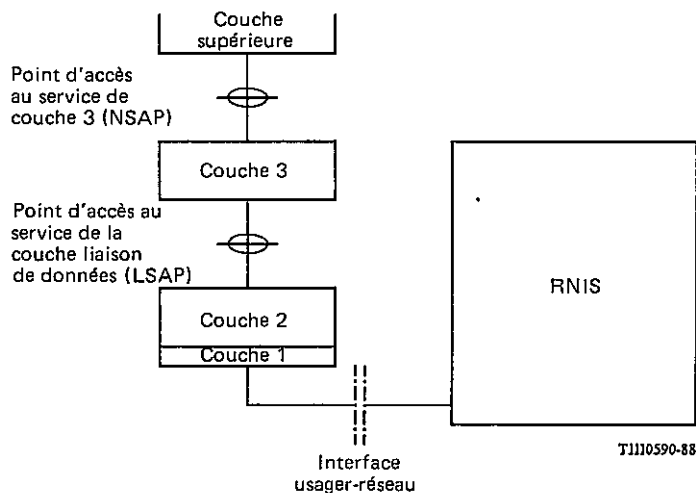 Couche
supérieure
Point d'accès
au service de
couche 3 (NSAP)
Couche 3
Point d'accès au
service de la
couche liaison
de données (LSAP)
Couche 2
Couche 1
RNIS
Interface
usager-réseau
T1110590-88